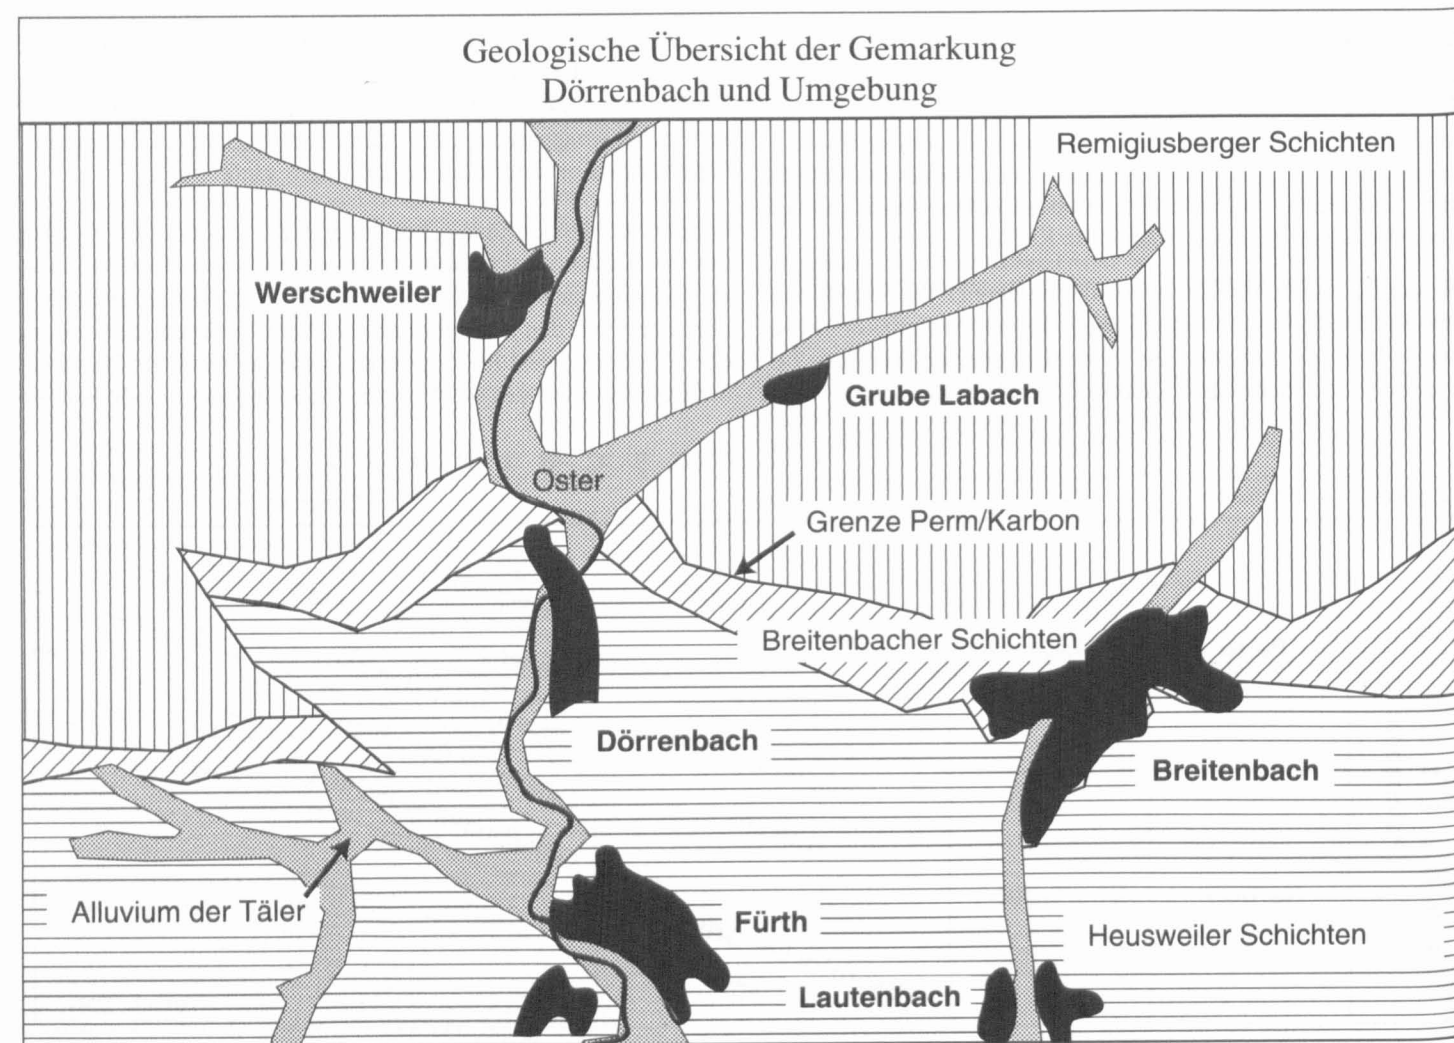 Geologische Übersicht der Gemarkung
Dörrenbach und Umgebung
Remigiusberger Schichten
Werschweiler
Grube Labach
Oster
Grenze Perm/Karbon
Breitenbacher Schichten
Dörrenbach
Breitenbach
Alluvium der Täler
Fürth
Heusweiler Schichten
Lautenbach